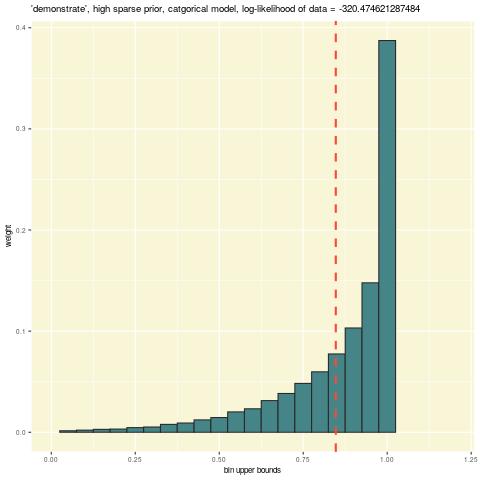 'demonstrate', high sparse prior, catgorical model, log-likelihood of data = -320.474621287484
0.4
0.3
0.2
0.1
0.0
weight
0.00 0.25 0.50 0.75 1.00 1.25
bin upper bounds